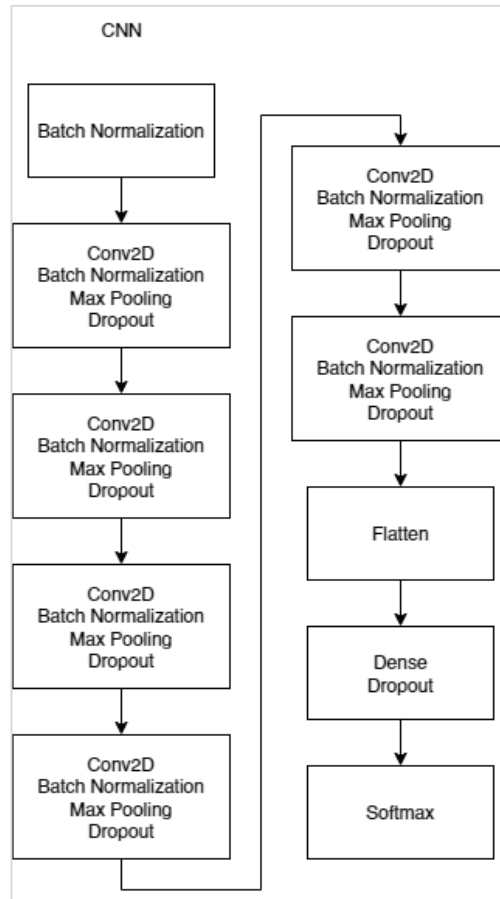 CNN
Batch Normalization
Conv2D
Batch Normalization
Max Pooling
Dropout
Conv2D
Batch Normalization
Max Pooling
Dropout
Conv2D
Batch Normalization
Max Pooling
Dropout
Conv2D
Batch Normalization
Max Pooling
Dropout
Conv2D
Batch Normalization
Max Pooling
Dropout
Conv2D
Batch Normalization
Max Pooling
Dropout
Flatten
Dense
Dropout
Softmax